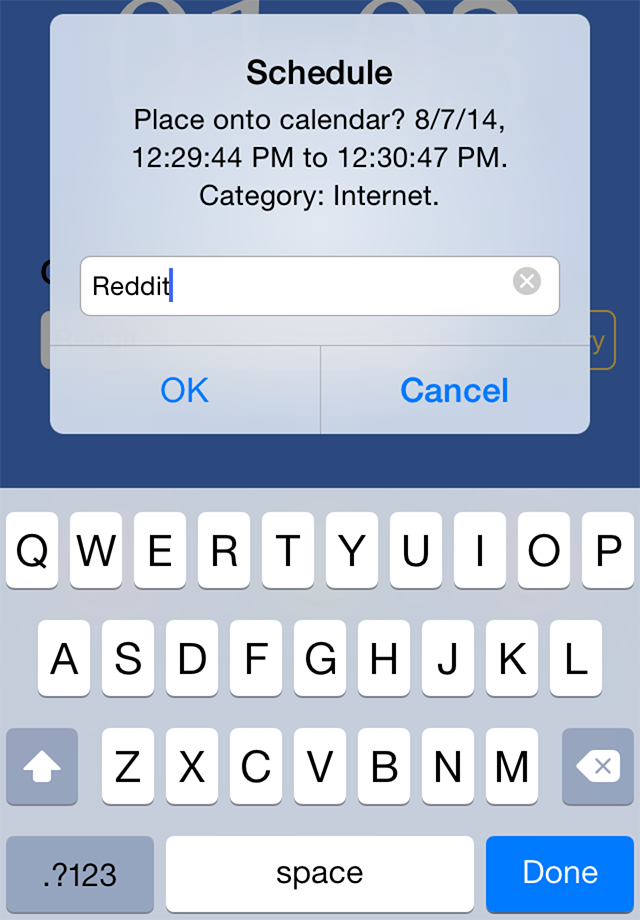 Schedule
Place onto calendar? 8/7/14,
12:29:44 PM to 12:30:47 PM.
Category: Internet.
Reddit
OK Cancel
Q W E R T Y U I O P
A S D F G H J K L
Z X C V B N M
.?123 space Done